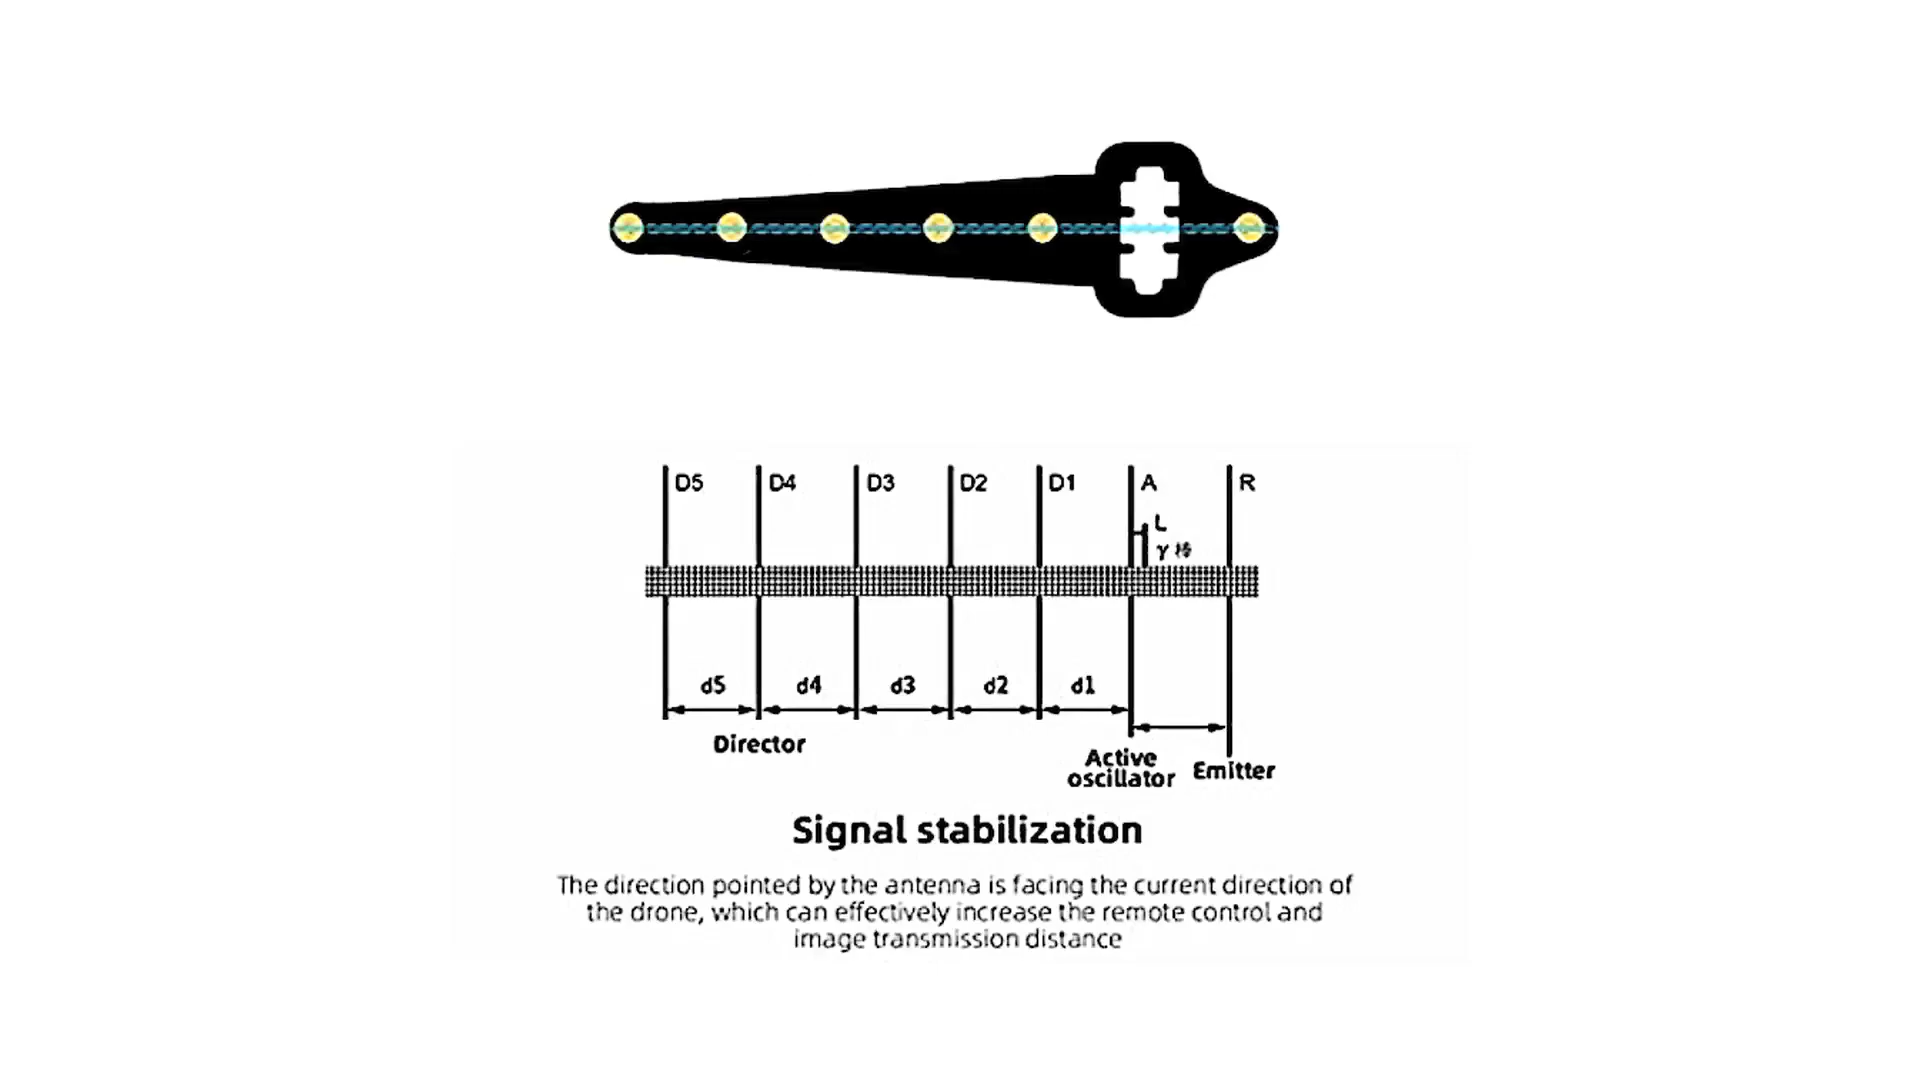 D5 D4 D3 D2 D1 A R
L
γ 棒
d5 d4 d3 d2 d1
Director
Active
oscillator
Emitter
Signal stabilization
The direction pointed by the antenna is facing the current direction of
the drone, which can effectively increase the remote control and
image transmission distance